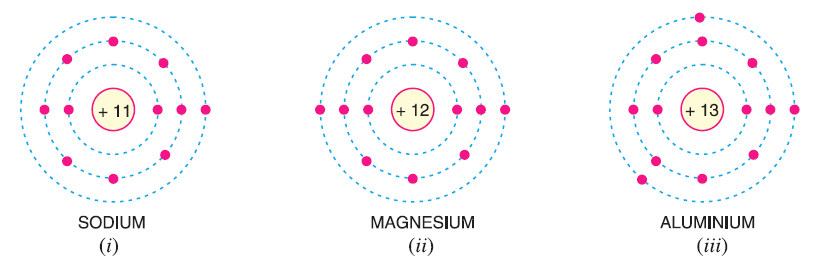 + 11 + 12 + 13
SODIUM MAGNESIUM ALUMINIUM
(i) (ii) (iii)